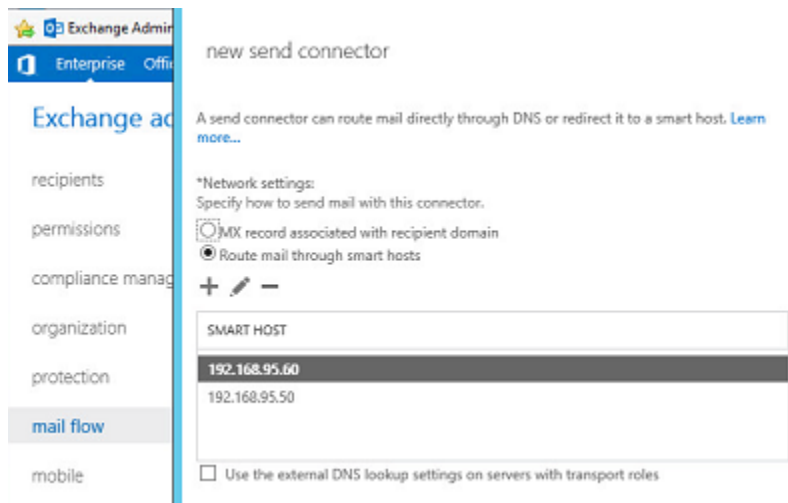 Exchange Admin
Enterprise Offic
Exchange ad
recipients
permissions
compliance manag
organization
protection
mail flow
mobile
new send connector
A send connector can route mail directly through DNS or redirect it to a smart host. Learn
more...
*Network settings:
Specify how to send mail with this connector.
MX record associated with recipient domain
Route mail through smart hosts
SMART HOST
192.168.95.60
192.168.95.50
Use the external DNS lookup settings on servers with transport roles